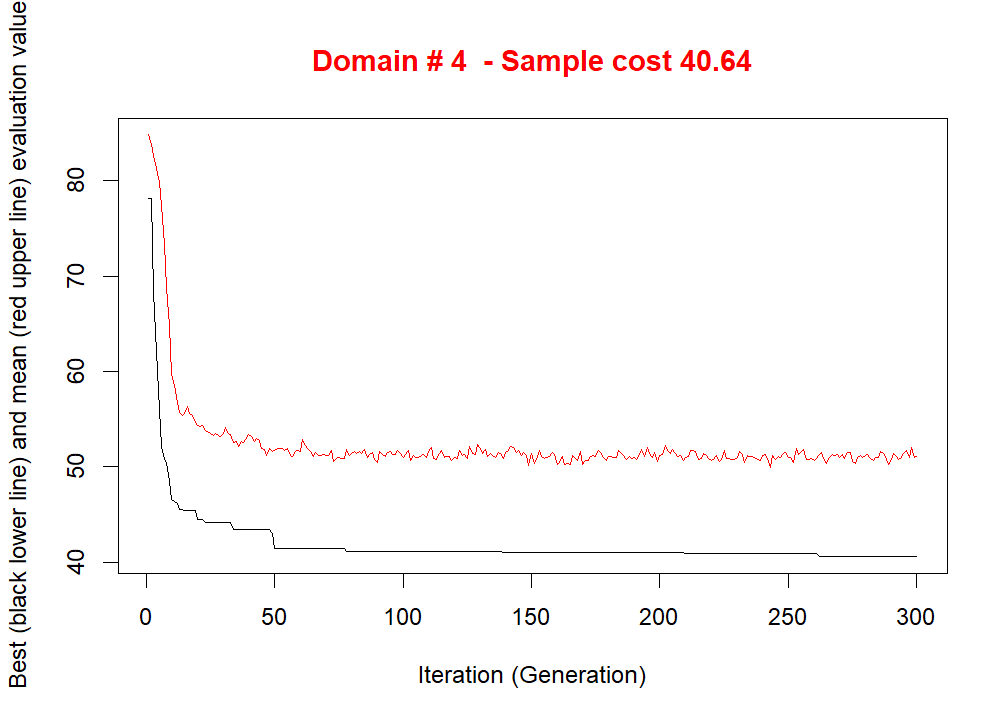 Domain # 4  - Sample cost 40.64
Best (black lower line) and mean (red upper line) evaluation value
80
70
60
50
40
0 50 100 150 200 250 300
Iteration (Generation)